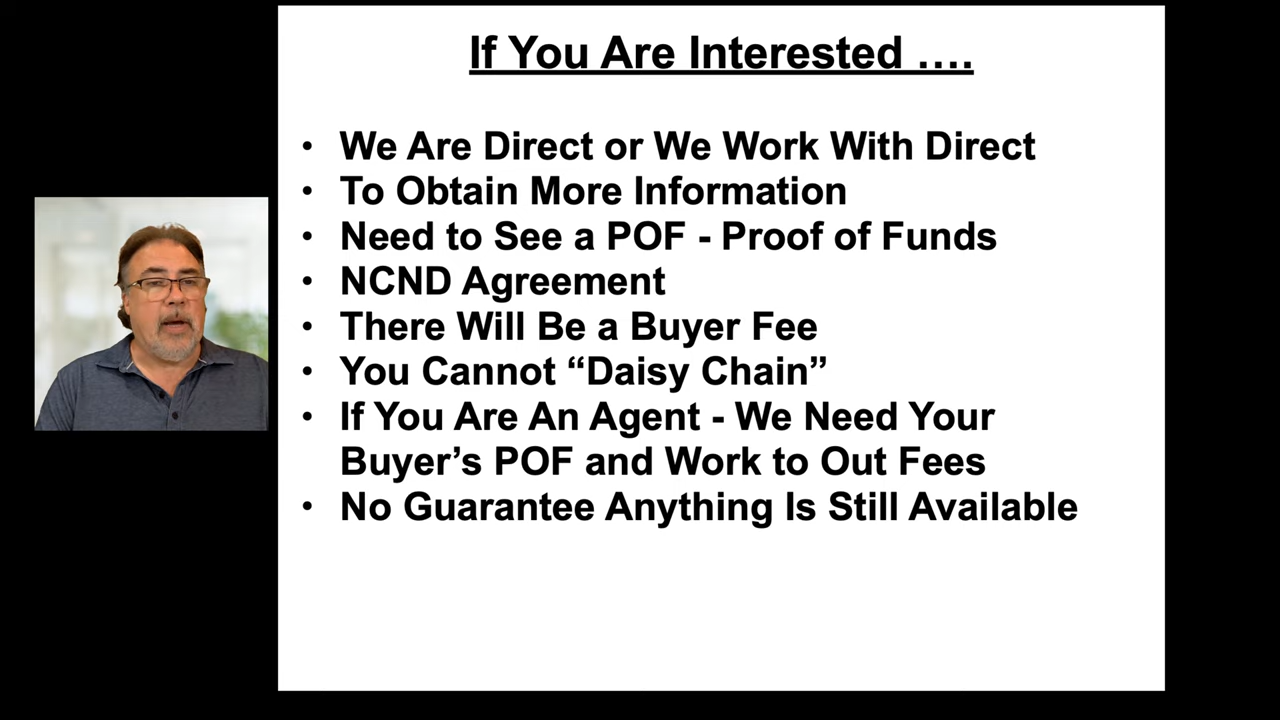 If You Are Interested ….
• We Are Direct or We Work With Direct
• To Obtain More Information
• Need to See a POF - Proof of Funds
• NCND Agreement
• There Will Be a Buyer Fee
• You Cannot “Daisy Chain”
• If You Are An Agent - We Need Your
Buyer’s POF and Work to Out Fees
• No Guarantee Anything Is Still Available